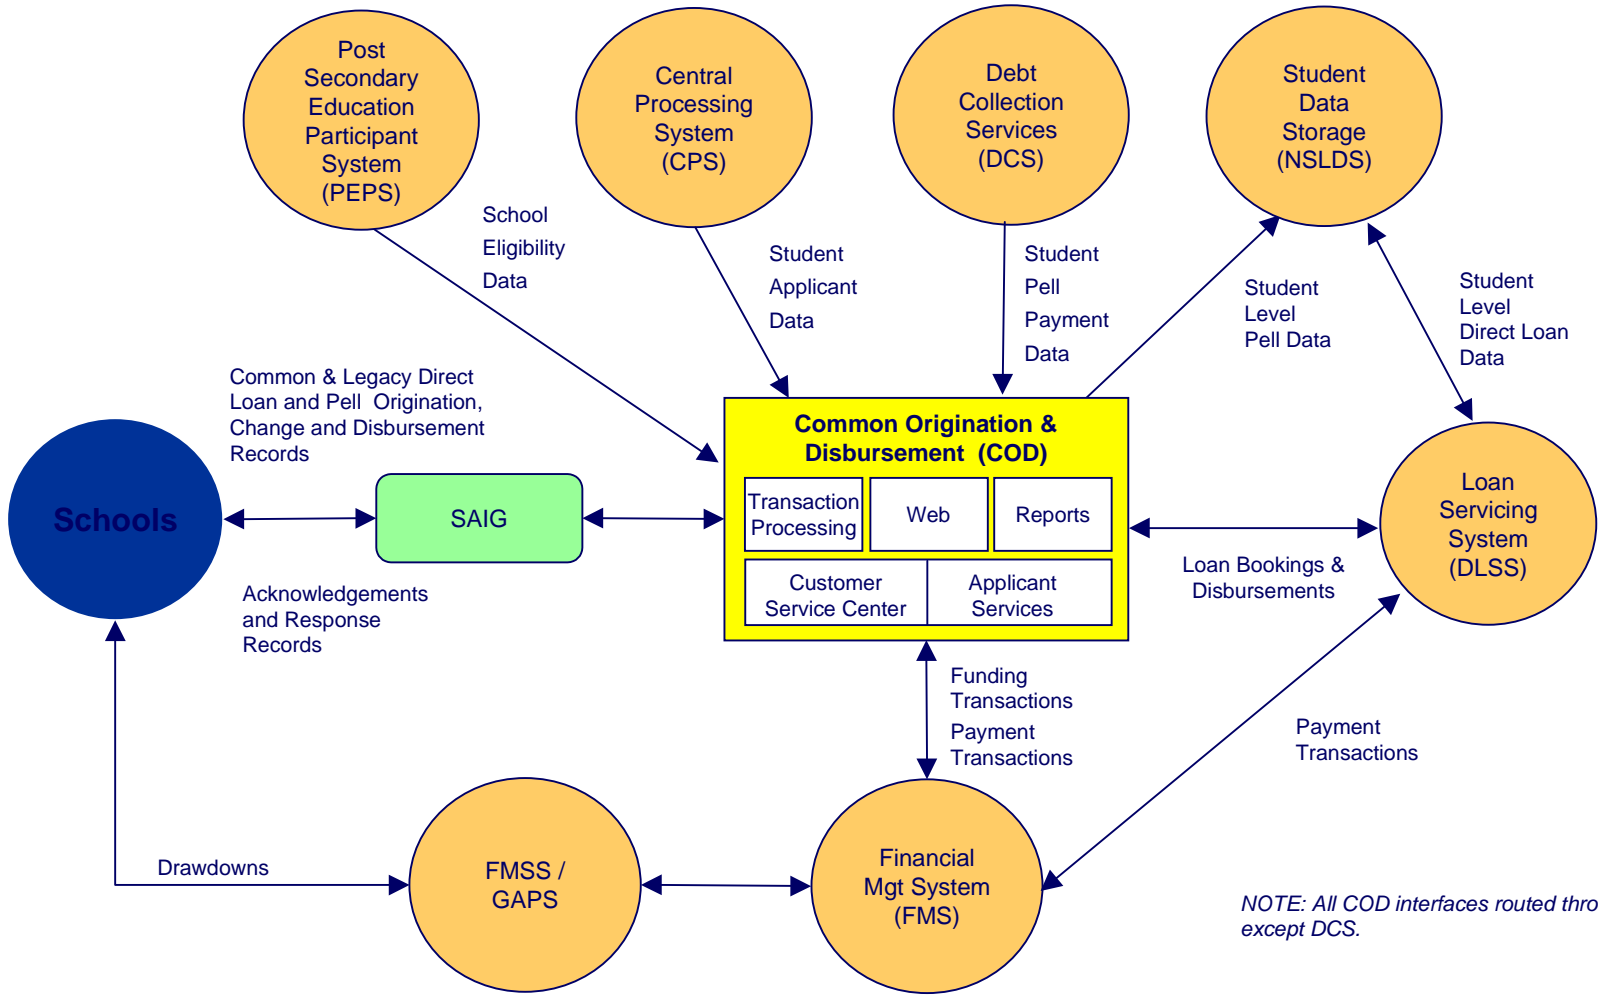 Post
Secondary
Education
Participant
System
(PEPS)
Central
Processing
System
(CPS)
Debt
Collection
Services
(DCS)
Student
Data
Storage
(NSLDS)
School
Eligibility
Data
Student
Applicant
Data
Student
Pell
Payment
Data
Student
Level
Pell Data
Student
Level
Direct Loan
Data
Common & Legacy Direct
Loan and Pell Origination,
Change and Disbursement
Records
Schools
SAIG
Acknowledgements
and Response
Records
Common Origination &
Disbursement (COD)
Transaction
Processing
Web
Reports
Customer
Service Center
Applicant
Services
Loan Bookings &
Disbursements
Loan
Servicing
System
(DLSS)
Funding
Transactions
Payment
Transactions
Payment
Transactions
Drawdowns
FMSS /
GAPS
Financial
Mgt System
(FMS)
NOTE: All COD interfaces routed thro
except DCS.